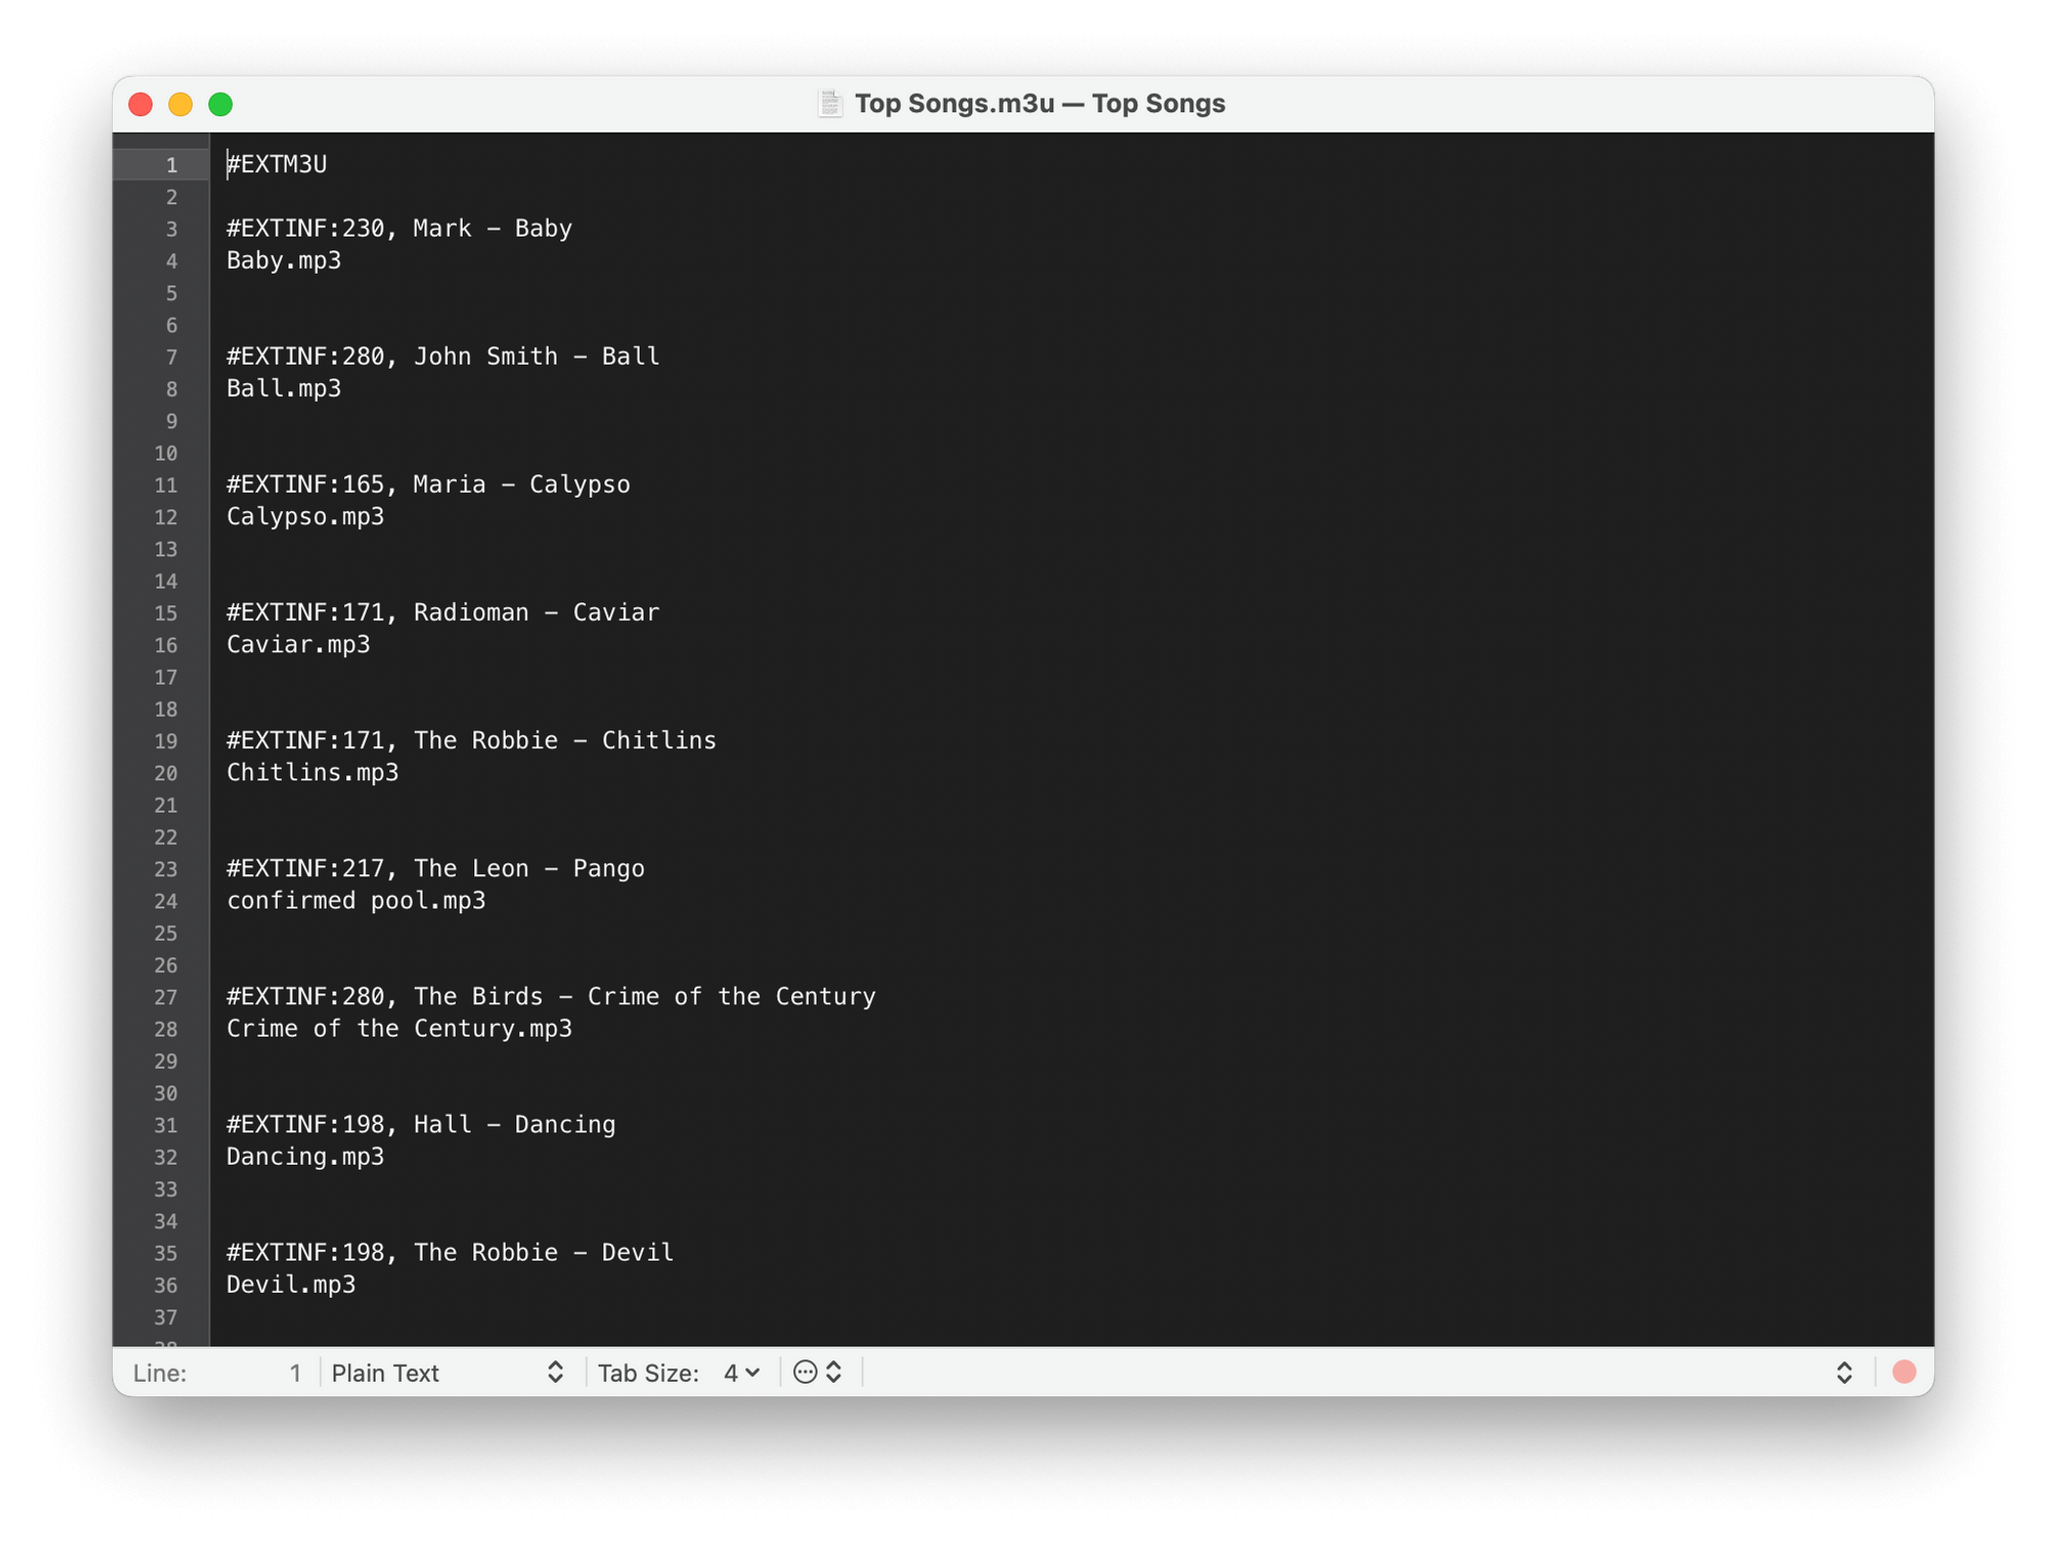 Top Songs.m3u — Top Songs
1 #EXTM3U
2
3 #EXTINF:230, Mark - Baby
4 Baby.mp3
5
6
7 #EXTINF:280, John Smith - Ball
8 Ball.mp3
9
10
11 #EXTINF:165, Maria - Calypso
12 Calypso.mp3
13
14
15 #EXTINF:171, Radioman - Caviar
16 Caviar.mp3
17
18
19 #EXTINF:171, The Robbie - Chitlins
20 Chitlins.mp3
21
22
23 #EXTINF:217, The Leon - Pango
24 confirmed pool.mp3
25
26
27 #EXTINF:280, The Birds - Crime of the Century
28 Crime of the Century.mp3
29
30
31 #EXTINF:198, Hall - Dancing
32 Dancing.mp3
33
34
35 #EXTINF:198, The Robbie - Devil
36 Devil.mp3
37
38
Line: 1 Plain Text Tab Size: 4